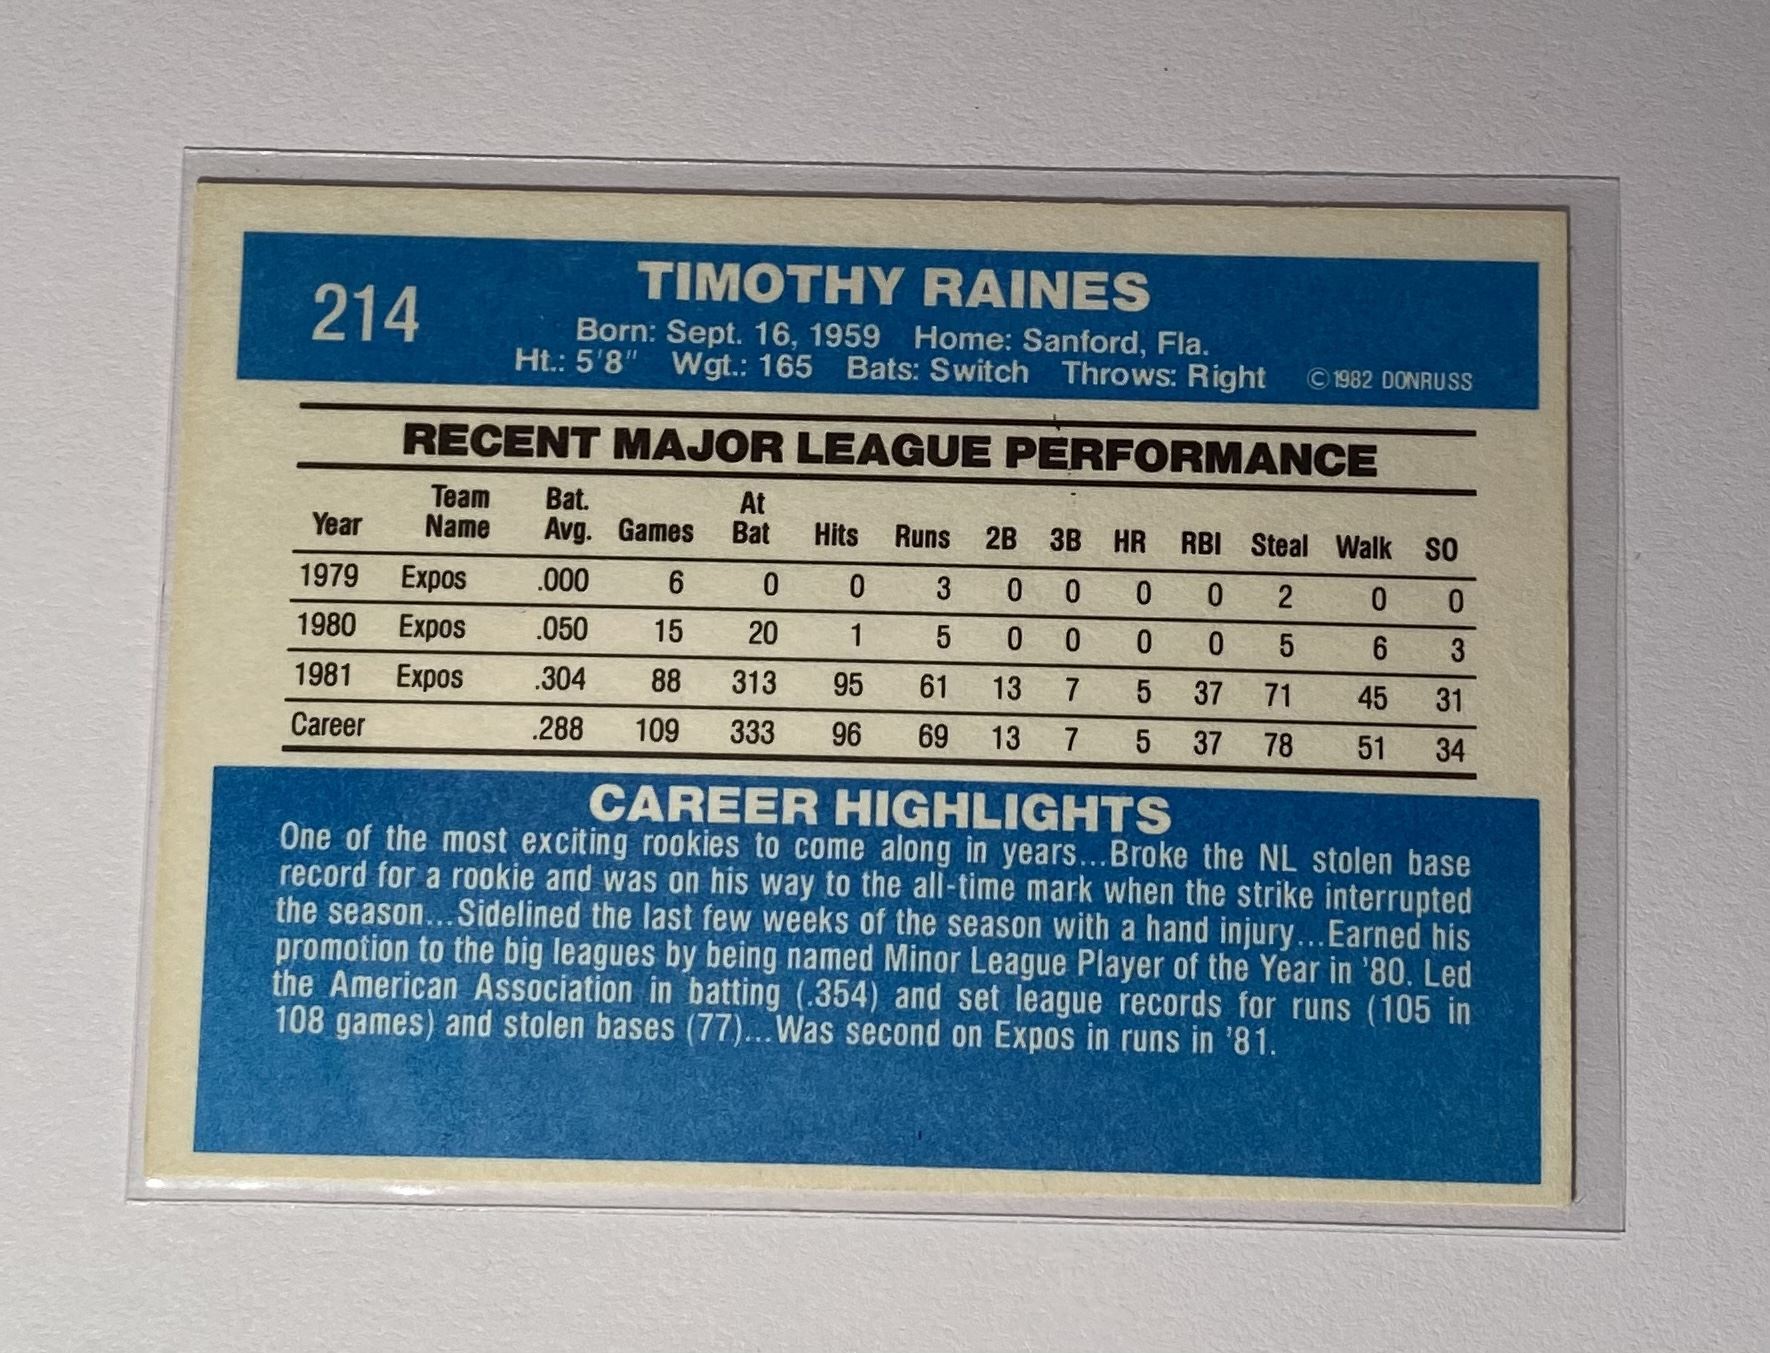 214
TIMOTHY RAINES
Born: Sept. 16, 1959 Home: Sanford, Fla.
Ht.: 5'8" Wgt.: 165 Bats: Switch Throws: Right ©1982 DONRUSS
RECENT MAJOR LEAGUE PERFORMANCE
Year Team Name Bat. Avg. Games At Bat Hits Runs 2B 3B HR RBI Steal Walk SO
1979 Expos .000 6 0 0 3 0 0 0 0 2 0 0
1980 Expos .050 15 20 1 5 0 0 0 0 5 6 3
1981 Expos .304 88 313 95 61 13 7 5 37 71 45 31
Career .288 109 333 96 69 13 7 5 37 78 51 34
CAREER HIGHLIGHTS
One of the most exciting rookies to come along in years...Broke the NL stolen base
record for a rookie and was on his way to the all-time mark when the strike interrupted
the season...Sidelined the last few weeks of the season with a hand injury...Earned his
promotion to the big leagues by being named Minor League Player of the Year in '80. Led
the American Association in batting (.354) and set league records for runs (105 in
108 games) and stolen bases (77)...Was second on Expos in runs in '81.